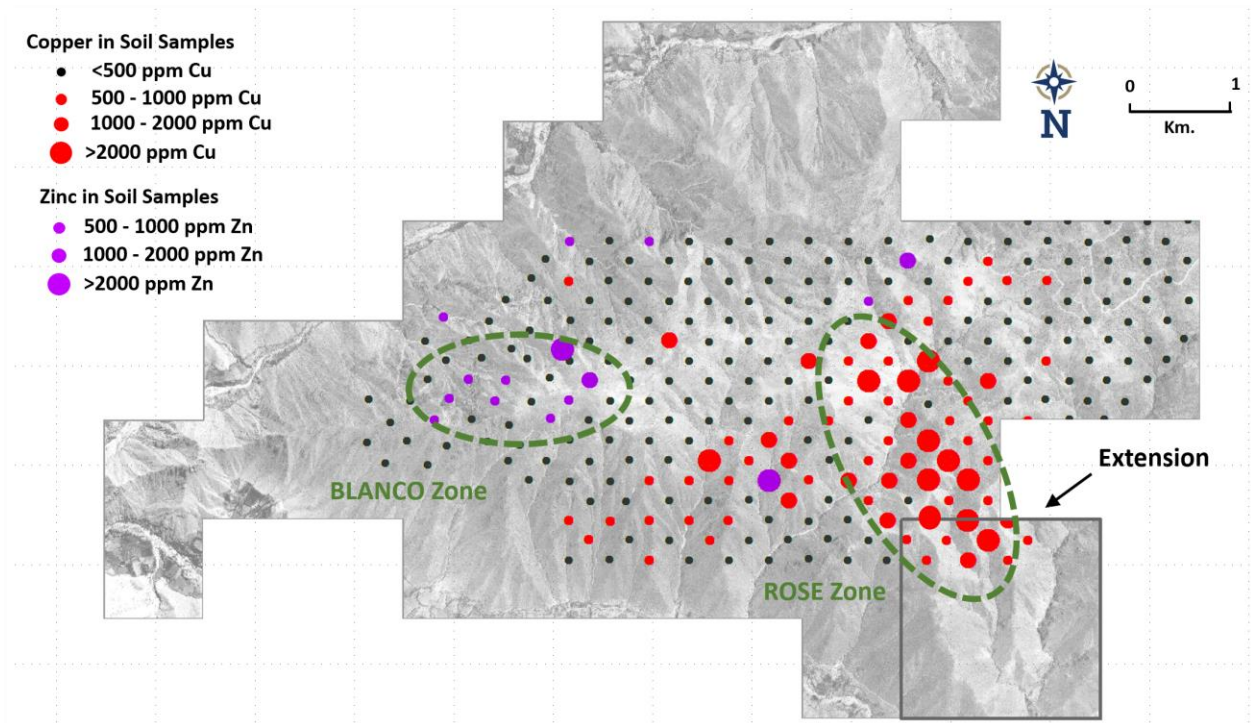 Copper in Soil Samples
<500 ppm Cu
500 - 1000 ppm Cu
1000 - 2000 ppm Cu
>2000 ppm Cu
Zinc in Soil Samples
500 - 1000 ppm Zn
1000 - 2000 ppm Zn
>2000 ppm Zn
N
0 1
Km.
Extension
BLANCO Zone
ROSE Zone